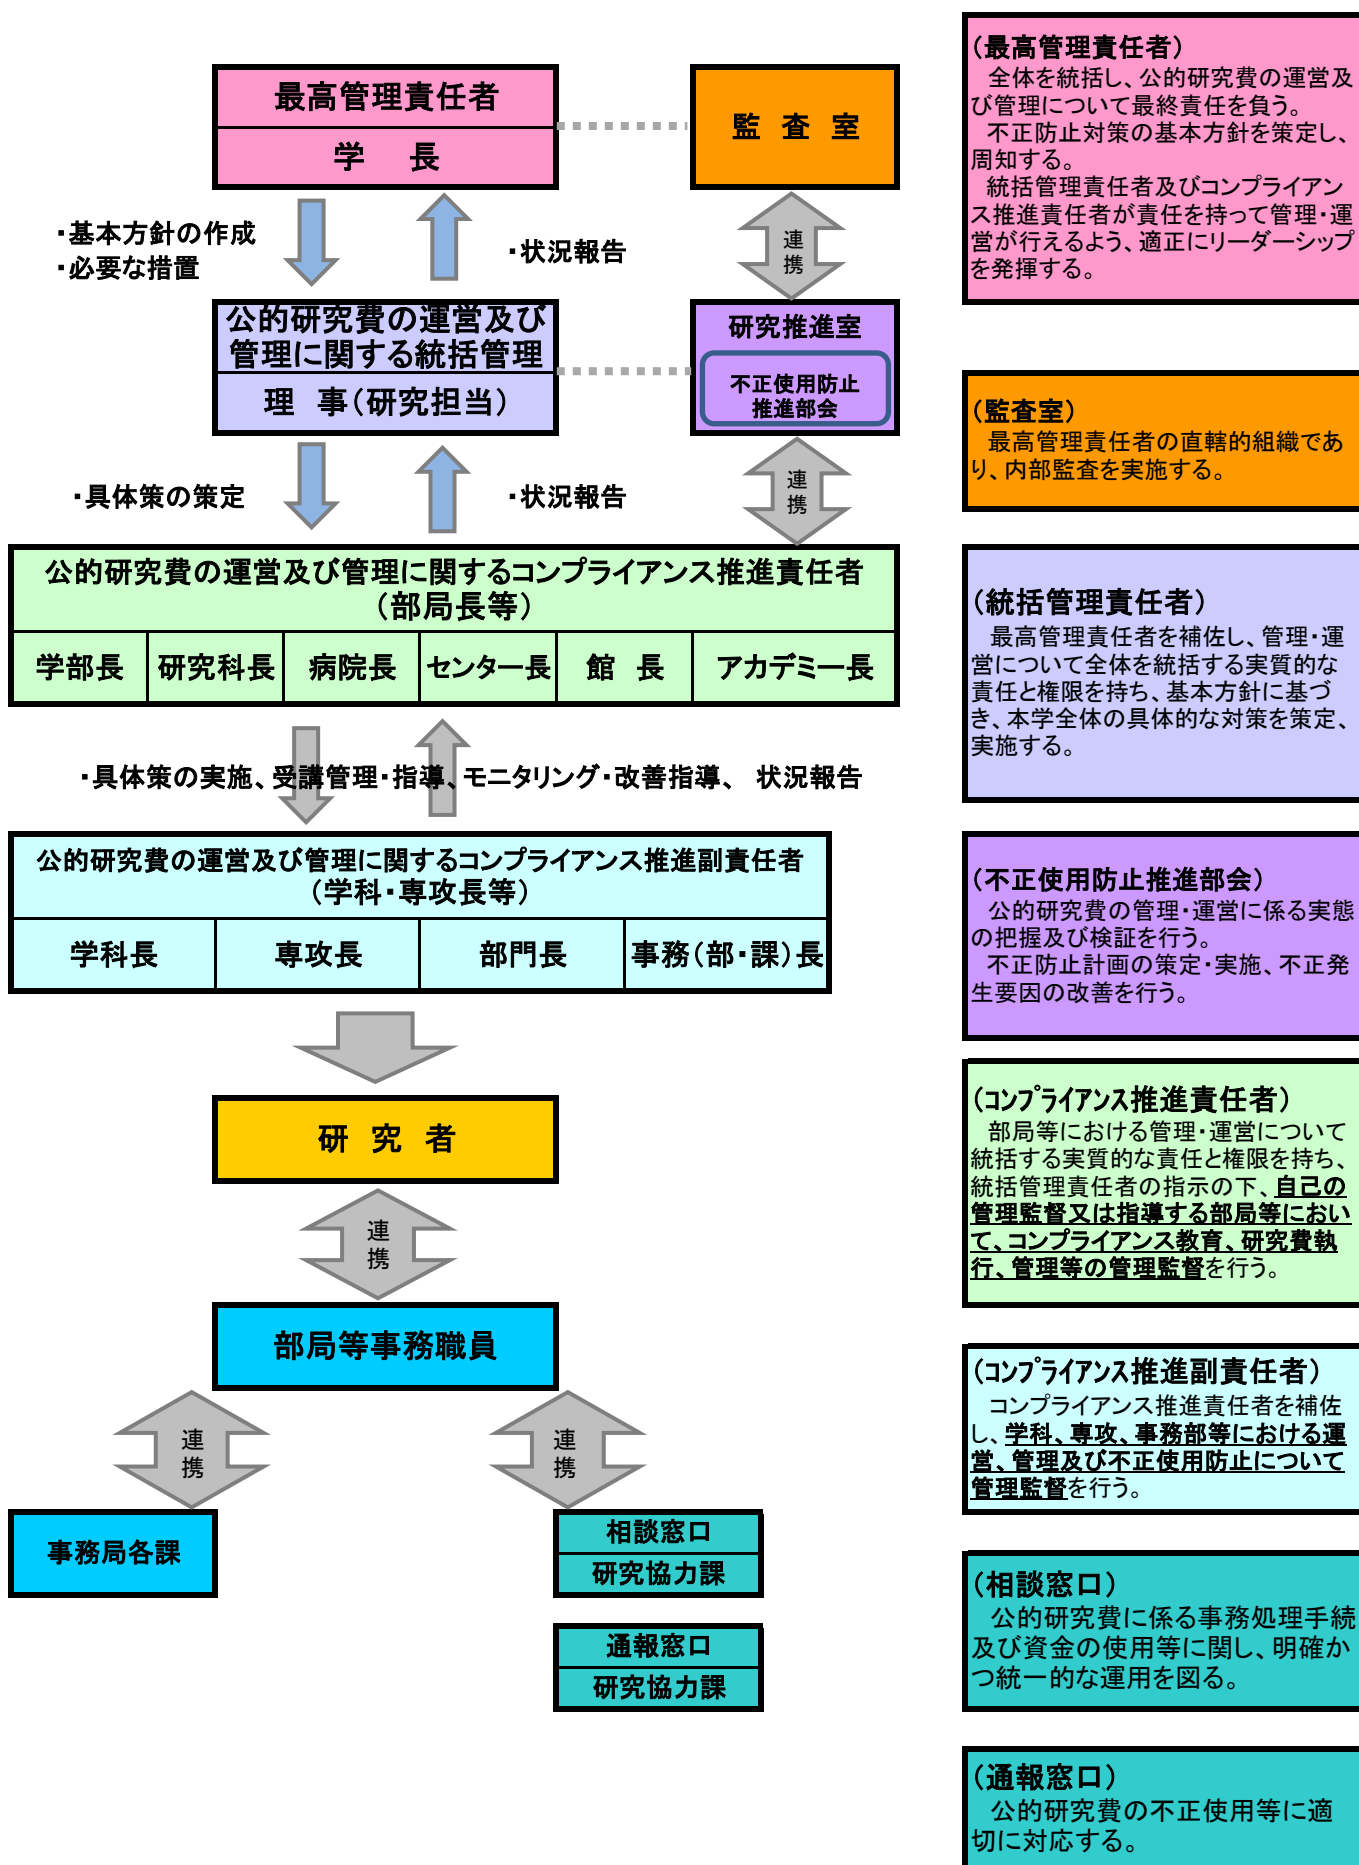 最高管理責任者
学　長
監 査 室
・基本方針の作成
・必要な措置
・状況報告
連
携
公的研究費の運営及び
管理に関する統括管理
理　事(研究担当)
研究推進室
不正使用防止
推進部会
・具体策の策定
・状況報告
連
携
公的研究費の運営及び管理に関するコンプライアンス推進責任者
(部局長等)
学部長
研究科長
病院長
センター長
館　長
アカデミー長
・具体策の実施、受講管理・指導、モニタリング・改善指導、 状況報告
公的研究費の運営及び管理に関するコンプライアンス推進副責任者
(学科・専攻長等)
学科長
専攻長
部門長
事務(部・課)長
研 究 者
連
携
部局等事務職員
連
携
連
携
事務局各課
相談窓口
研究協力課
通報窓口
研究協力課
(最高管理責任者)
全体を統括し、公的研究費の運営及
び管理について最終責任を負う。
不正防止対策の基本方針を策定し、
周知する。
統括管理責任者及びコンプライアン
ス推進責任者が責任を持って管理・運
営が行えるよう、適正にリーダーシップ
を発揮する。
(監査室)
最高管理責任者の直轄的組織であ
り、内部監査を実施する。
(統括管理責任者)
最高管理責任者を補佐し、管理・運
営について全体を統括する実質的な
責任と権限を持ち、基本方針に基づ
き、本学全体の具体的な対策を策定、
実施する。
(不正使用防止推進部会)
公的研究費の管理・運営に係る実態
の把握及び検証を行う。
不正防止計画の策定・実施、不正発
生要因の改善を行う。
(コンプライアンス推進責任者)
部局等における管理・運営について
統括する実質的な責任と権限を持ち、
統括管理責任者の指示の下、自己の
管理監督又は指導する部局等におい
て、コンプライアンス教育、研究費執
行、管理等の管理監督を行う。
(コンプライアンス推進副責任者)
コンプライアンス推進責任者を補佐
し、学科、専攻、事務部等における運
営、管理及び不正使用防止について
管理監督を行う。
(相談窓口)
公的研究費に係る事務処理手続
及び資金の使用等に関し、明確か
つ統一的な運用を図る。
(通報窓口)
公的研究費の不正使用等に適
切に対応する。